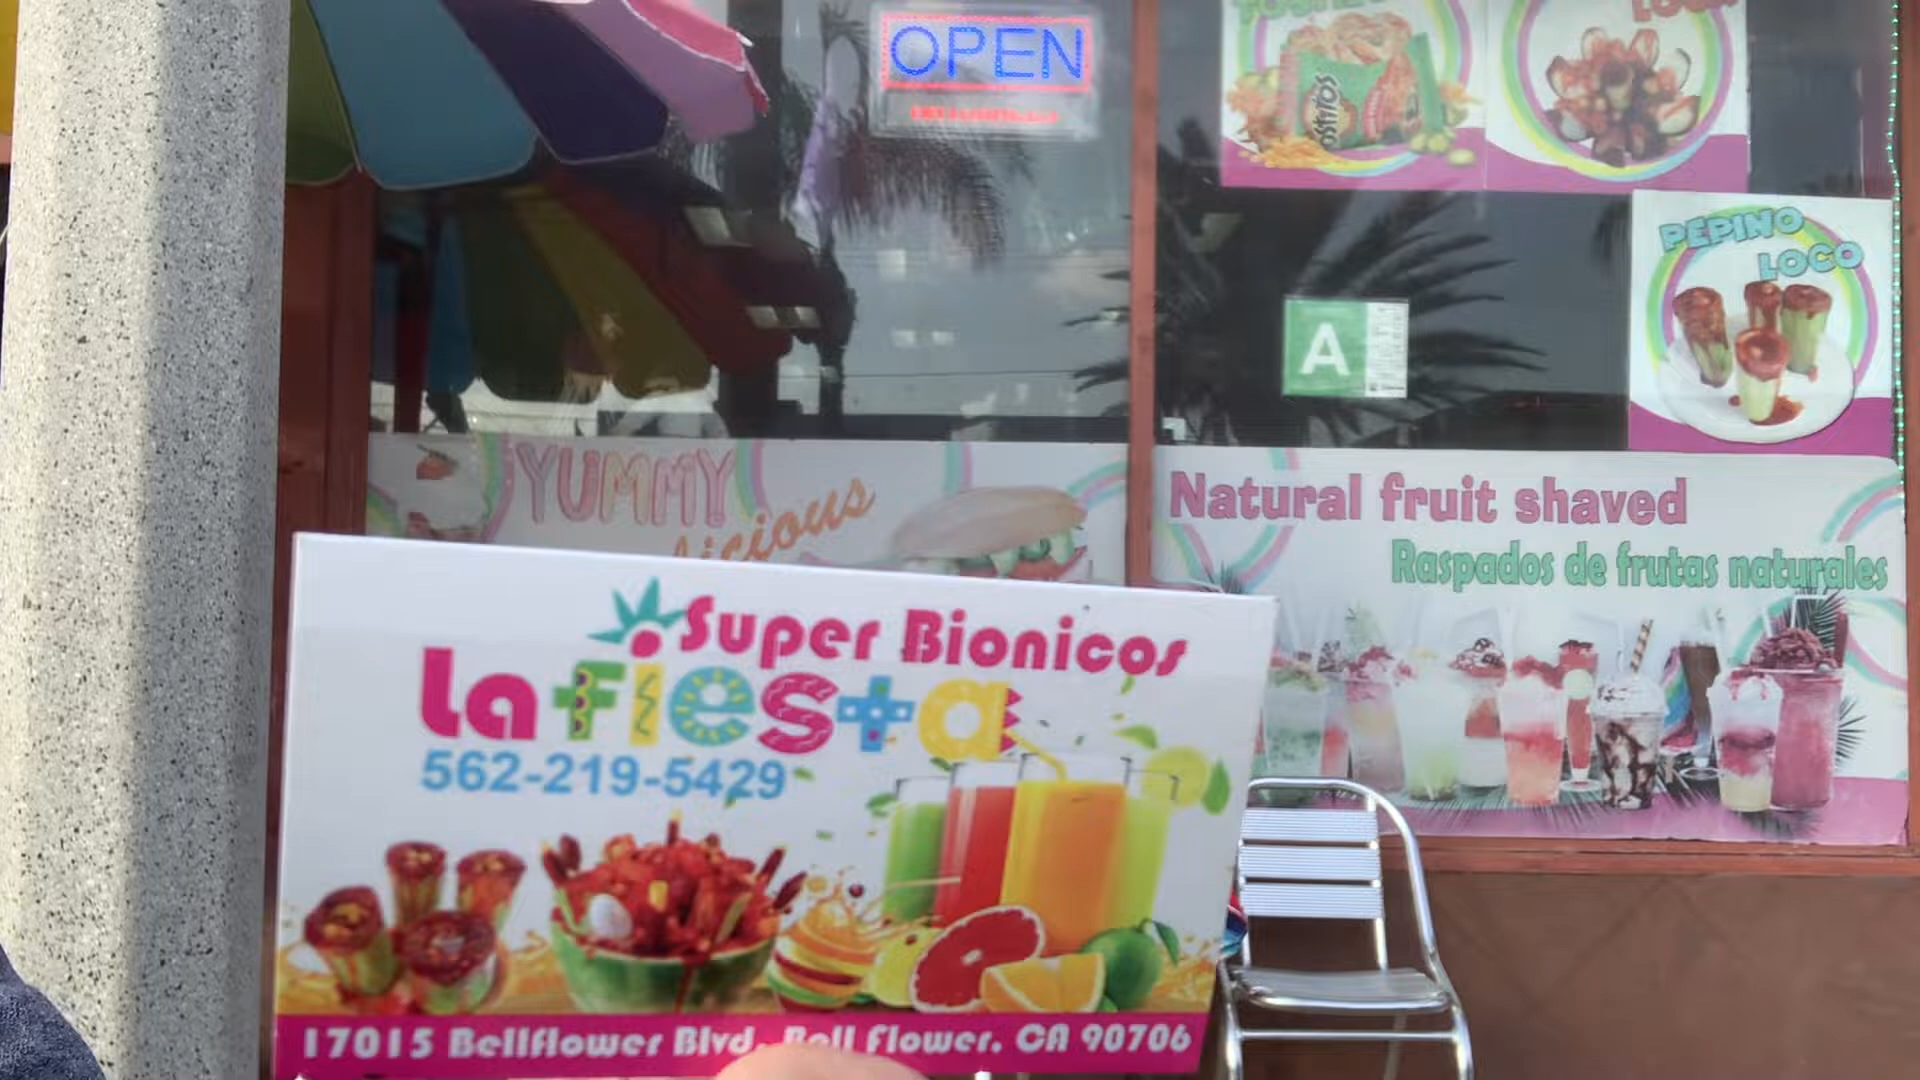 OPEN
TOSTITOS
PEPINO
LOCO
A
YUMMY
Natural fruit shaved
Raspados de frutas naturales
Super Bionicos
La fiesta
562-219-5429
17015 Bellflower Blvd. Bell Flower. CA 90706